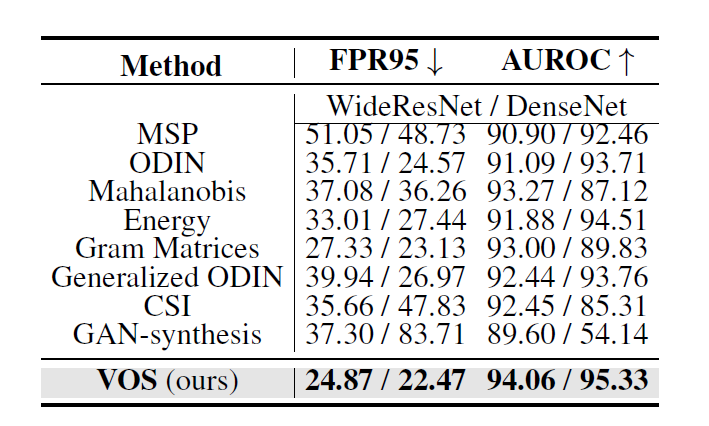 Method FPR95 ↓ AUROC ↑
WideResNet / DenseNet
MSP 51.05 / 48.73 90.90 / 92.46
ODIN 35.71 / 24.57 91.09 / 93.71
Mahalanobis 37.08 / 36.26 93.27 / 87.12
Energy 33.01 / 27.44 91.88 / 94.51
Gram Matrices 27.33 / 23.13 93.00 / 89.83
Generalized ODIN 39.94 / 26.97 92.44 / 93.76
CSI 35.66 / 47.83 92.45 / 85.31
GAN-synthesis 37.30 / 83.71 89.60 / 54.14
VOS (ours) 24.87 / 22.47 94.06 / 95.33